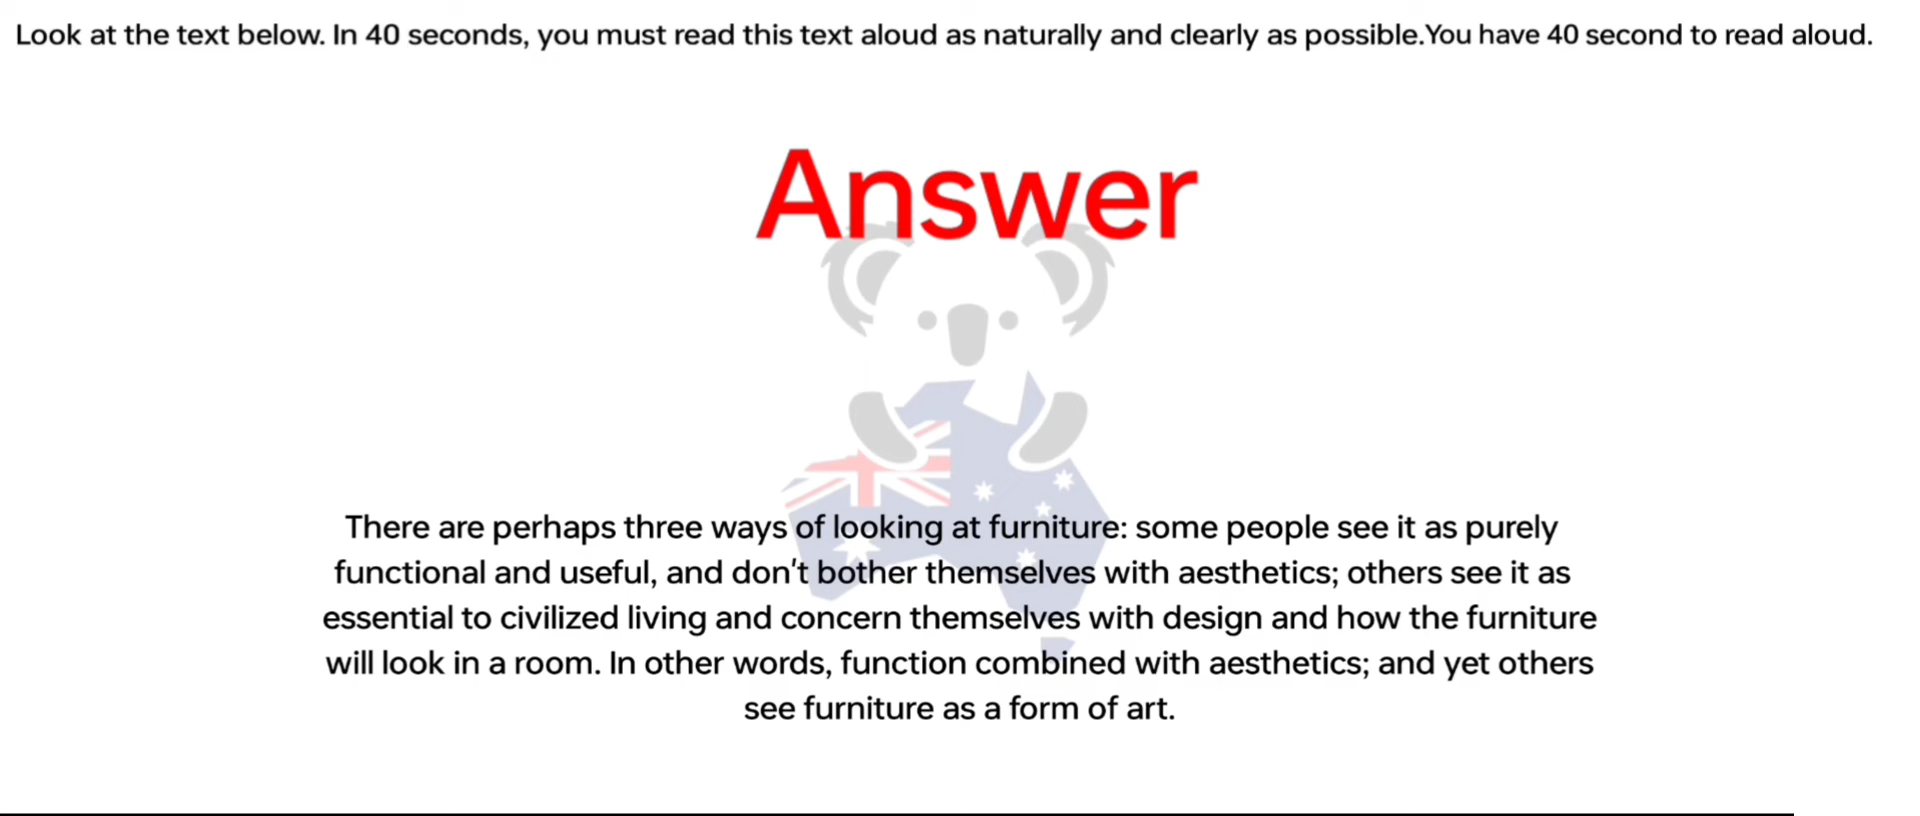 Look at the text below. In 40 seconds, you must read this text aloud as naturally and clearly as possible.You have 40 second to read aloud.
Answer
There are perhaps three ways of looking at furniture: some people see it as purely
functional and useful, and don't bother themselves with aesthetics; others see it as
essential to civilized living and concern themselves with design and how the furniture
will look in a room. In other words, function combined with aesthetics; and yet others
see furniture as a form of art.